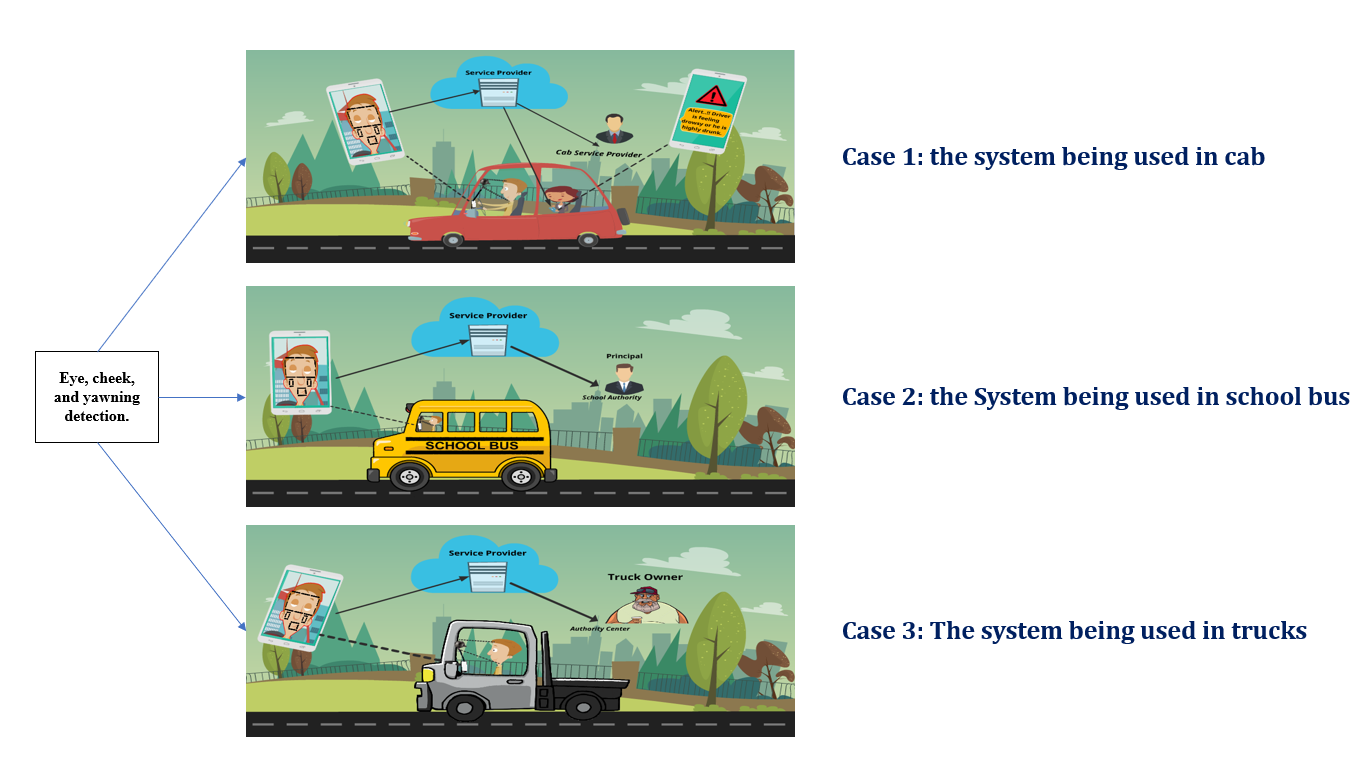 Service Provider
Cab Service Provider
Alert..!! Driver
is feeling
drowsy or he is
highly drunk.
Case 1: the system being used in cab
Eye, cheek,
and yawning
detection.
Service Provider
Principal
School Authority
SCHOOL BUS
Case 2: the System being used in school bus
Service Provider
Truck Owner
Authority Center
Case 3: The system being used in trucks